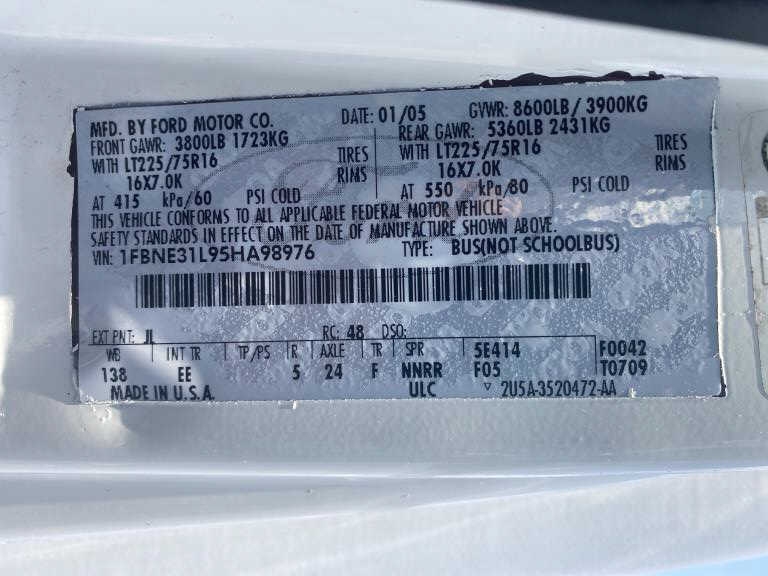 MFD. BY FORD MOTOR CO. DATE: 01/05 GVWR: 8600LB / 3900KG
FRONT GAWR: 3800LB 1723KG REAR GAWR: 5360LB 2431KG
WITH LT225/75R16 TIRES WITH LT225/75R16 TIRES
16X7.0K RIMS 16X7.0K RIMS
AT 415 kPa/60 PSI COLD AT 550 kPa/80 PSI COLD
THIS VEHICLE CONFORMS TO ALL APPLICABLE FEDERAL MOTOR VEHICLE
SAFETY STANDARDS IN EFFECT ON THE DATE OF MANUFACTURE SHOWN ABOVE.
VIN: 1FBNE31L95HA98976 TYPE: BUS(NOT SCHOOLBUS)
EXT PNT: JL RC: 48 DSO:
WB INT TR TP/PS R AXLE TR SPR 5E414 F0042
138 EE 5 24 F NNRR F05 T0709
MADE IN U.S.A. ULC ▽ 2U5A-3520472-AA